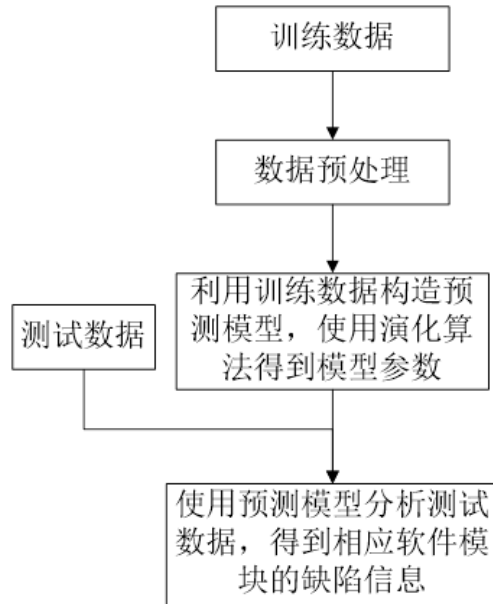 训练数据
数据预处理
利用训练数据构造预
测模型，使用演化算
法得到模型参数
测试数据
使用预测模型分析测试
数据，得到相应软件模
块的缺陷信息